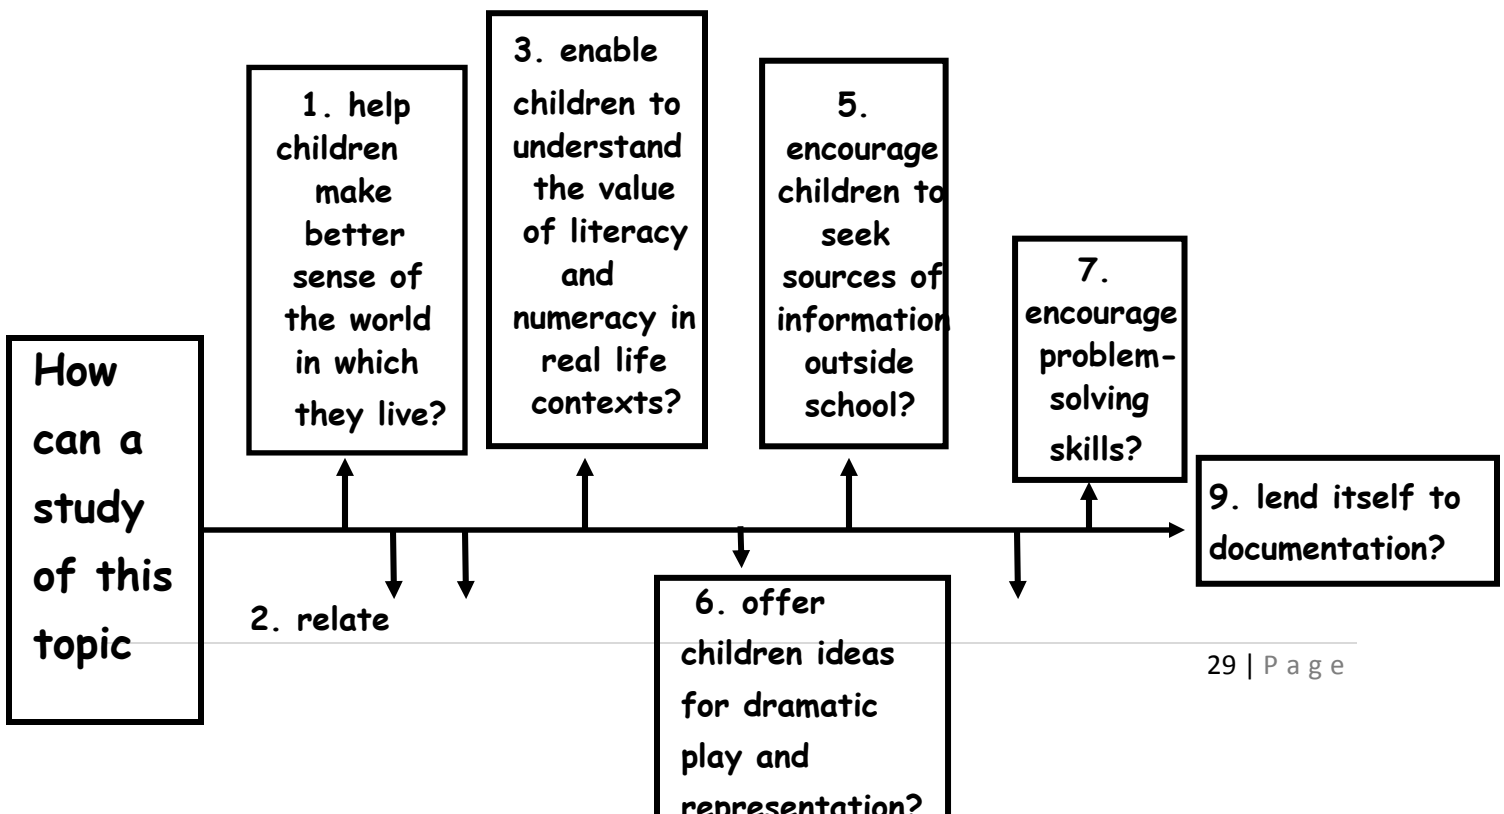 How
can a
study
of this
topic
1. help
children
make
better
sense of
the world
in which
they live?
2. relate
3. enable
children to
understand
the value
of literacy
and
numeracy in
real life
contexts?
5.
encourage
children to
seek
sources of
information
outside
school?
6. offer
children ideas
for dramatic
play and
representation?
7.
encourage
problem-
solving
skills?
9. lend itself to
documentation?
29 | Page